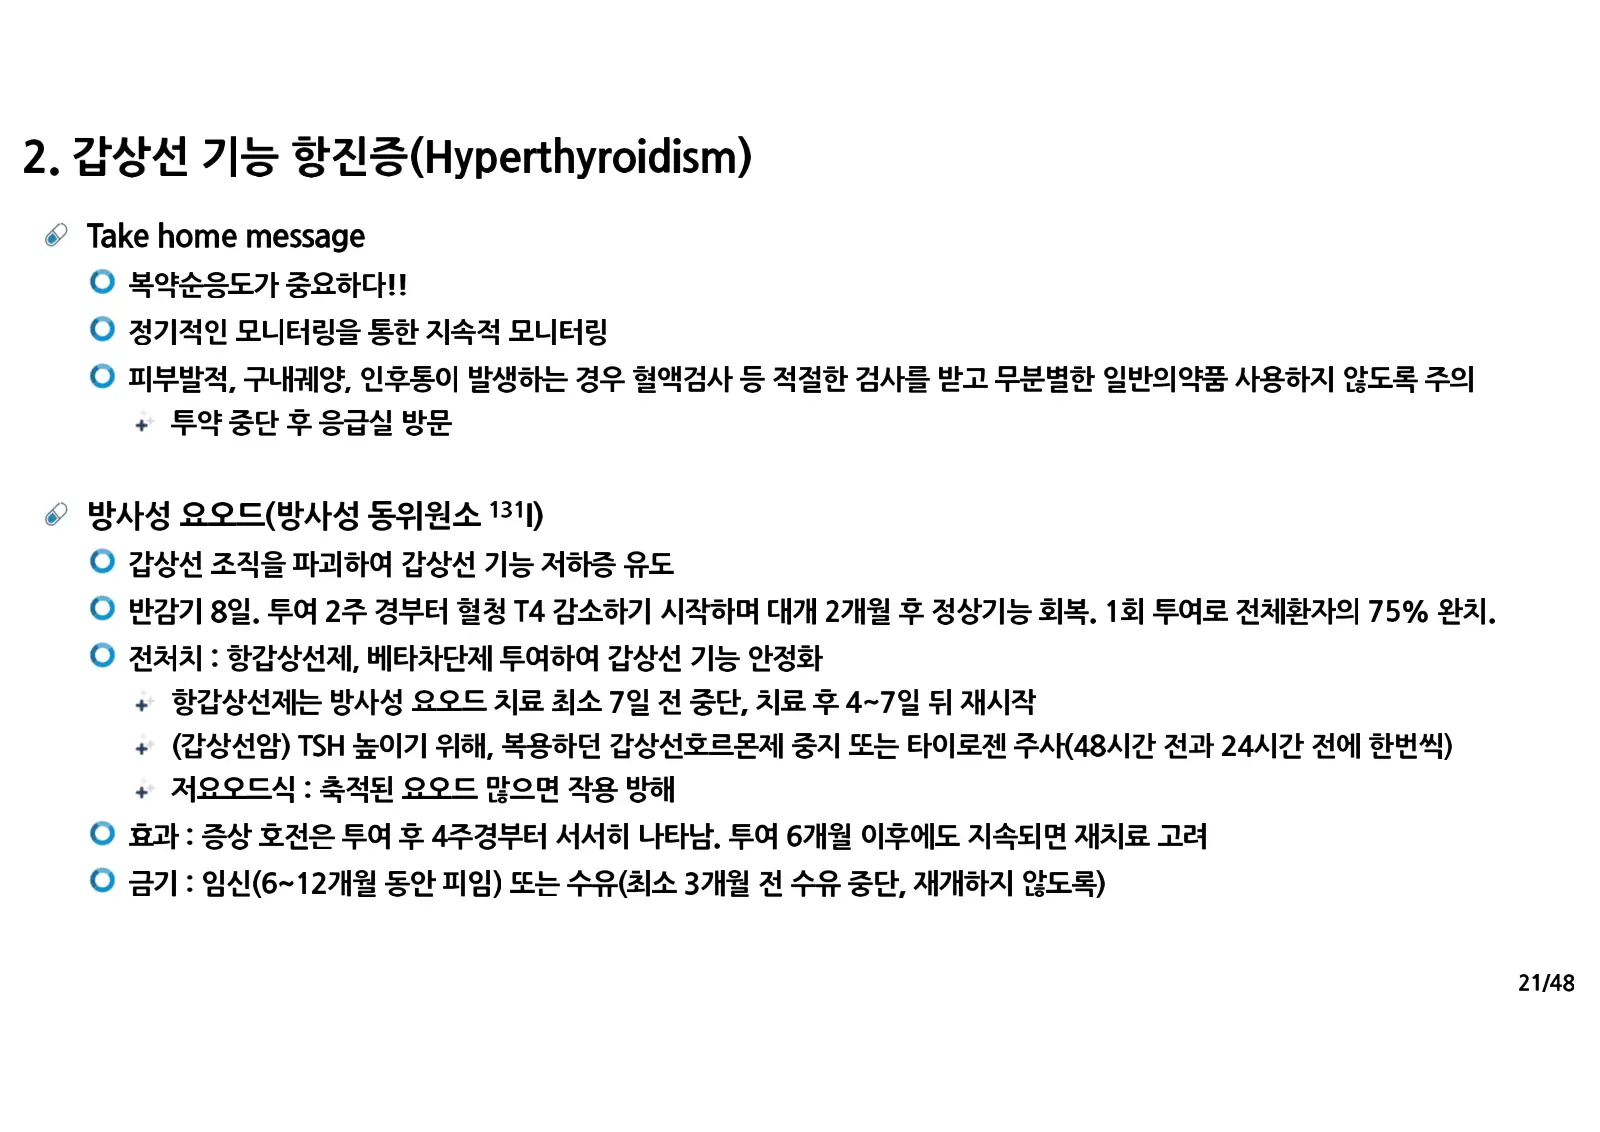 2. 갑상선 기능 항진증(Hyperthyroidism)
Take home message
복약순응도가 중요하다!!
정기적인 모니터링을 통한 지속적 모니터링
피부발적, 구내궤양, 인후통이 발생하는 경우 혈액검사 등 적절한 검사를 받고 무분별한 일반의약품 사용하지 않도록 주의
투약 중단 후 응급실 방문
방사성 요오드(방사성 동위원소 ¹³¹I)
갑상선 조직을 파괴하여 갑상선 기능 저하증 유도
반감기 8일. 투여 2주 경부터 혈청 T4 감소하기 시작하며 대개 2개월 후 정상기능 회복. 1회 투여로 전체환자의 75% 완치.
전처치 : 항갑상선제, 베타차단제 투여하여 갑상선 기능 안정화
항갑상선제는 방사성 요오드 치료 최소 7일 전 중단, 치료 후 4~7일 뒤 재시작
(갑상선암) TSH 높이기 위해, 복용하던 갑상선호르몬제 중지 또는 타이로젠 주사(48시간 전과 24시간 전에 한번씩)
저요오드식 : 축적된 요오드 많으면 작용 방해
효과 : 증상 호전은 투여 후 4주경부터 서서히 나타남. 투여 6개월 이후에도 지속되면 재치료 고려
금기 : 임신(6~12개월 동안 피임) 또는 수유(최소 3개월 전 수유 중단, 재개하지 않도록)
21/48